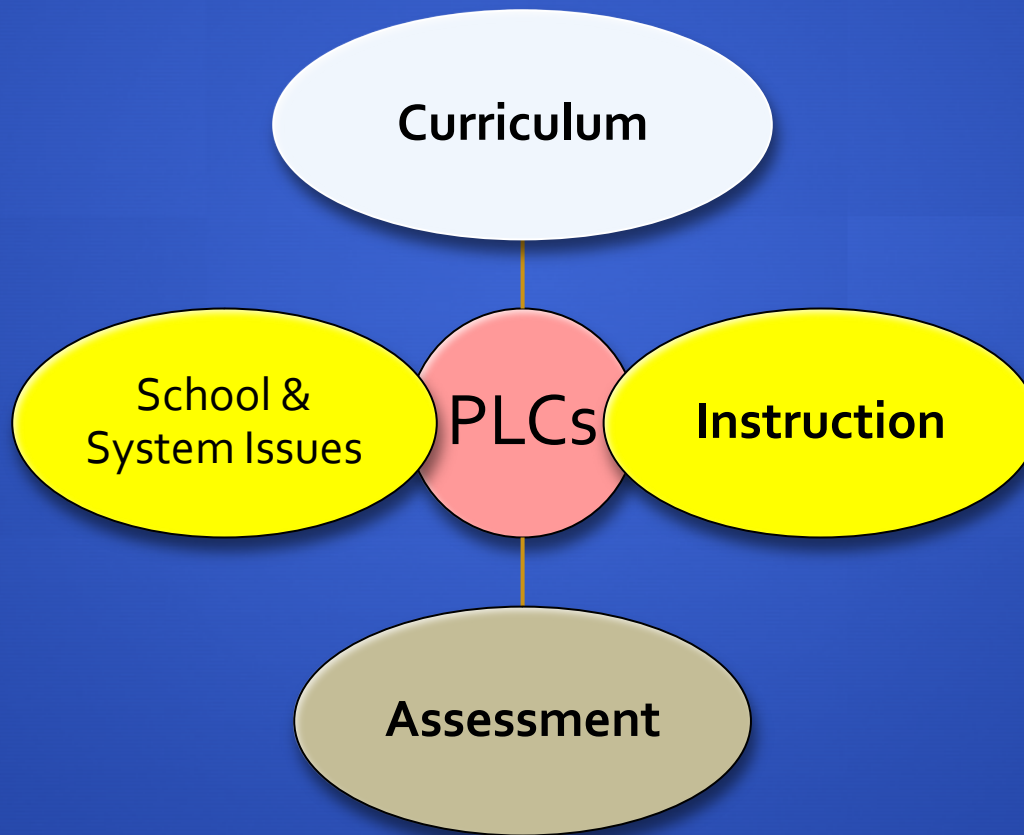 Curriculum
School &
System Issues
PLCs
Instruction
Assessment